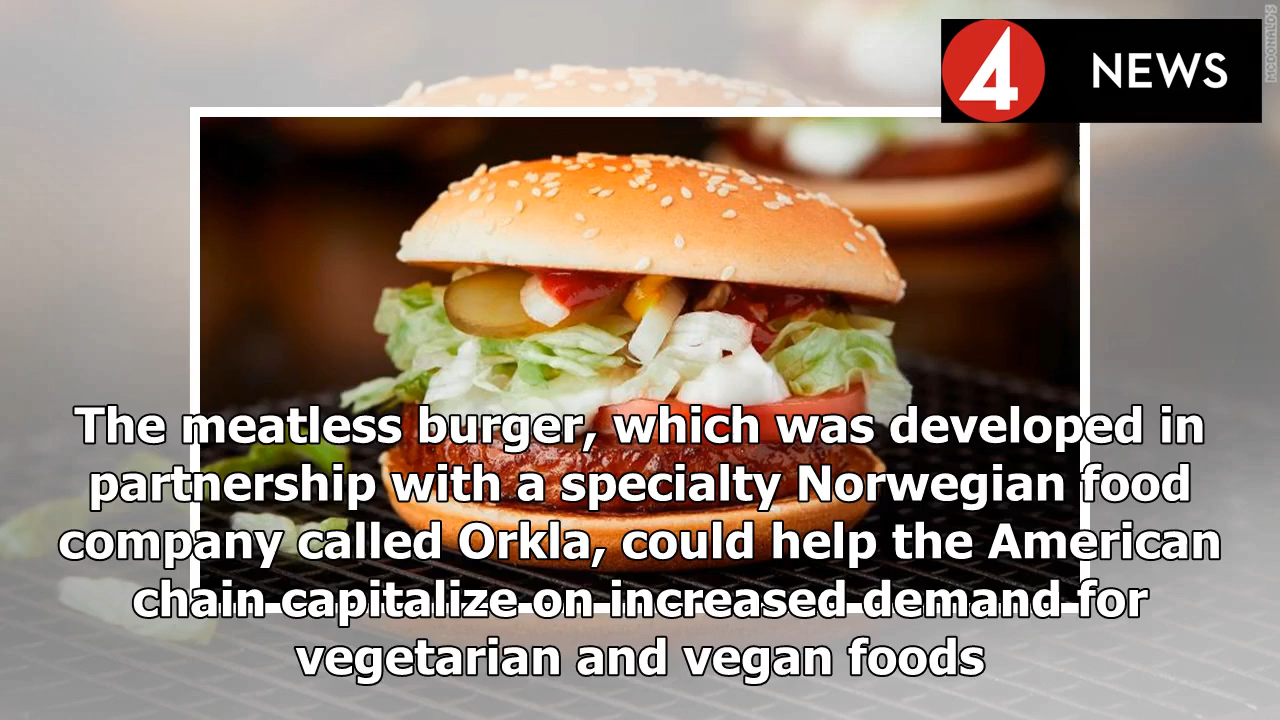 4 NEWS
MCDONALD'S
The meatless burger, which was developed in
partnership with a specialty Norwegian food
company called Orkla, could help the American
chain capitalize on increased demand for
vegetarian and vegan foods